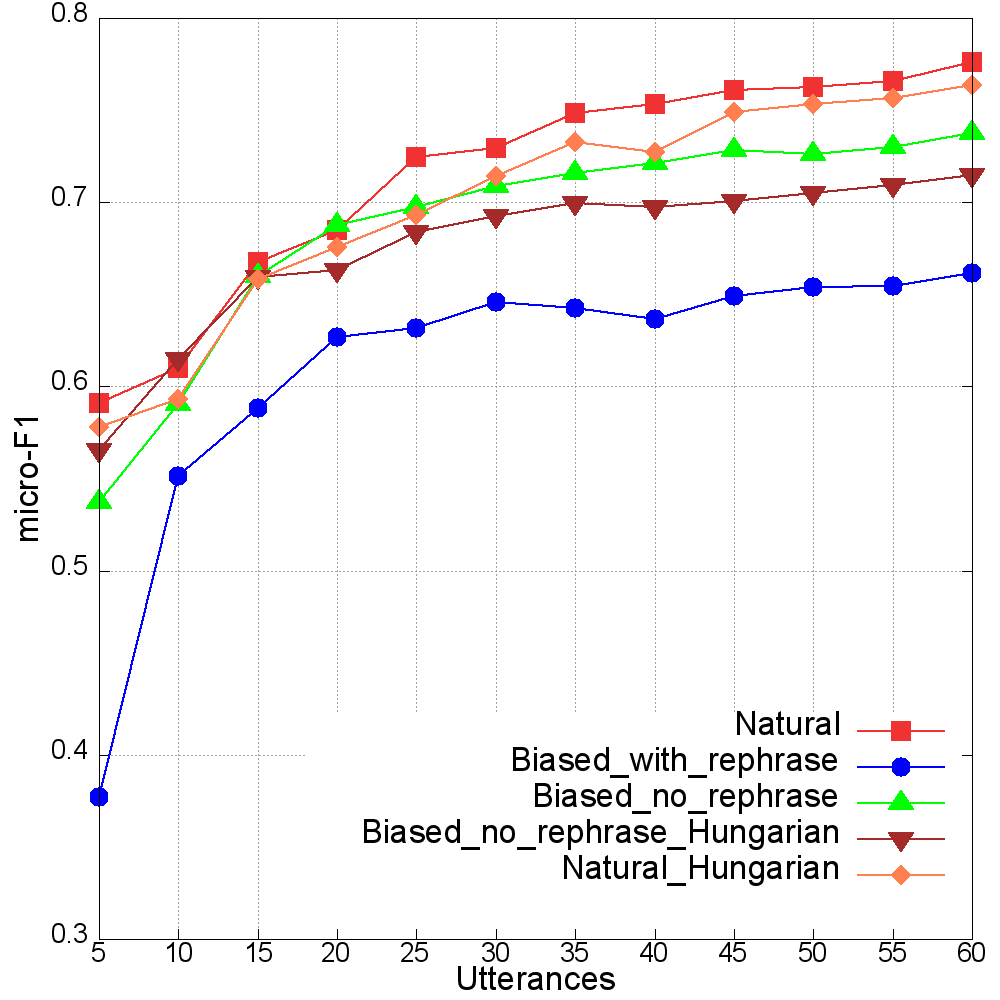 0.8
0.7
0.6
0.5
0.4
0.3
micro-F1
Natural
Biased_with_rephrase
Biased_no_rephrase
Biased_no_rephrase_Hungarian
Natural_Hungarian
5 10 15 20 25 30 35 40 45 50 55 60
Utterances